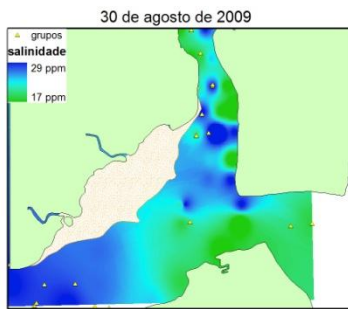 30 de agosto de 2009
grupos
salinidade
29 ppm
17 ppm